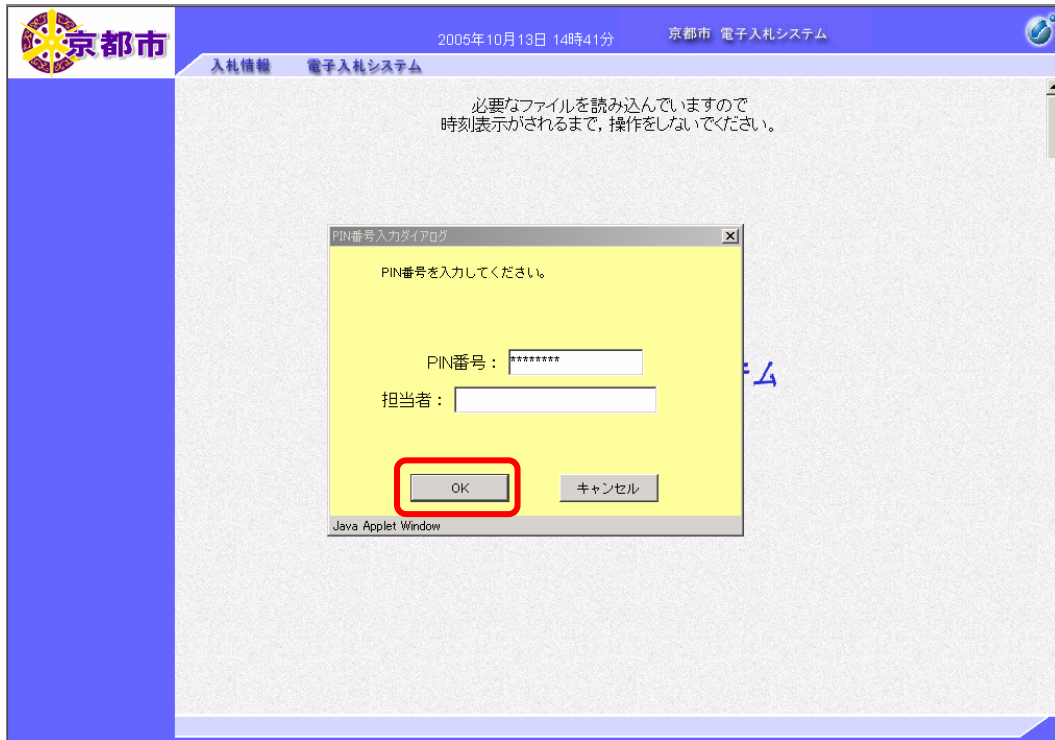 京都市
2005年10月13日 14時41分
京都市 電子入札システム
入札情報
電子入札システム
必要なファイルを読み込んでいますので
時刻表示がされるまで，操作をしないでください。
PIN番号入力ダイアログ
PIN番号を入力してください。
PIN番号： ********
担当者：
テム
OK
キャンセル
Java Applet Window